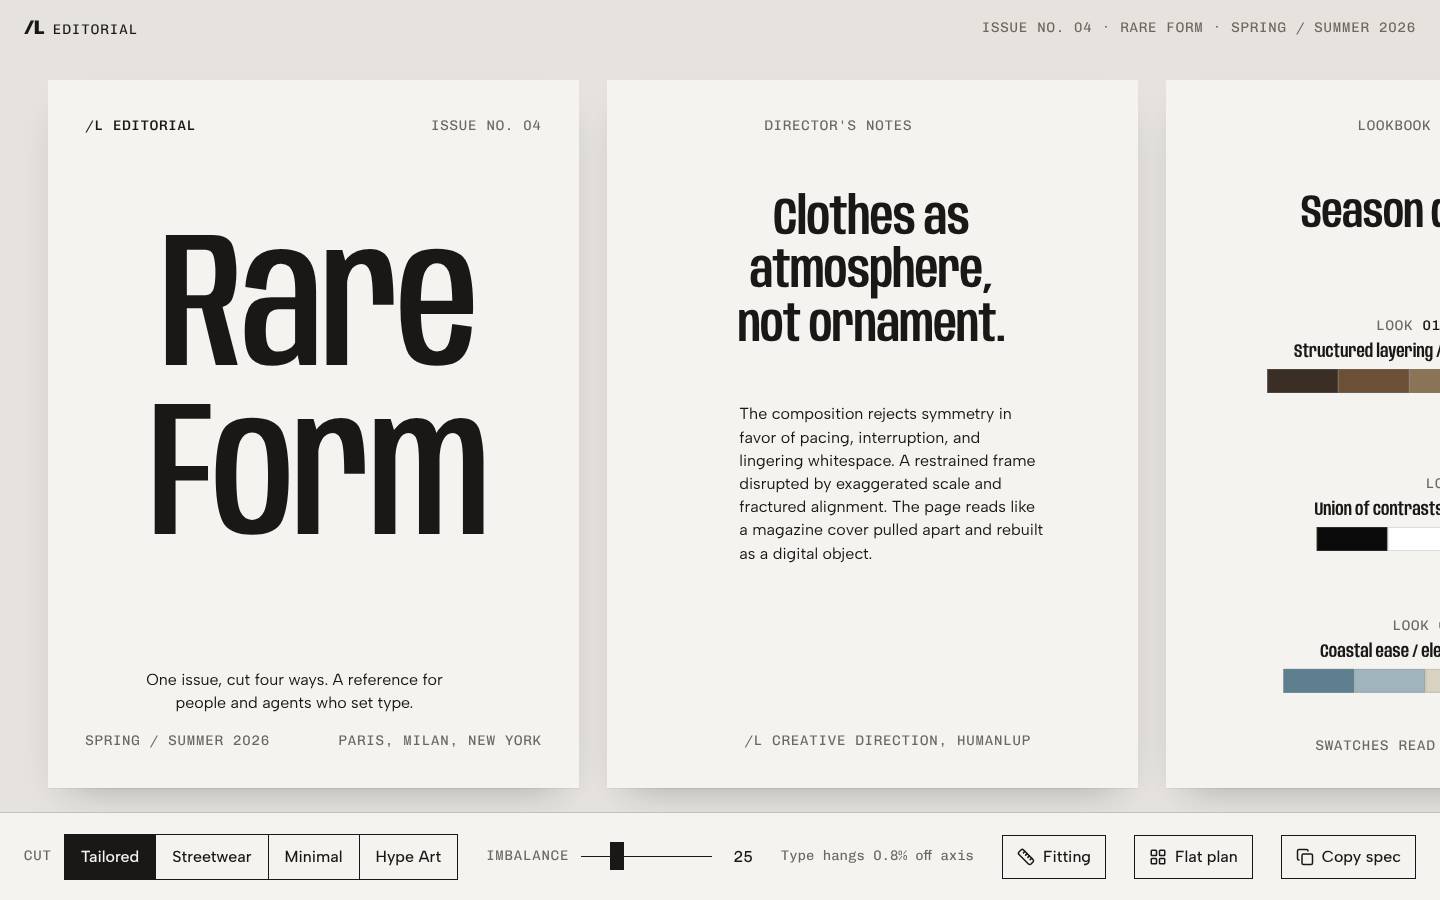 /L EDITORIAL
ISSUE NO. 04 · RARE FORM · SPRING / SUMMER 2026
/L EDITORIAL
ISSUE NO. 04
Rare
Form
One issue, cut four ways. A reference for
people and agents who set type.
SPRING / SUMMER 2026
PARIS, MILAN, NEW YORK
DIRECTOR'S NOTES
Clothes as
atmosphere,
not ornament.
The composition rejects symmetry in
favor of pacing, interruption, and
lingering whitespace. A restrained frame
disrupted by exaggerated scale and
fractured alignment. The page reads like
a magazine cover pulled apart and rebuilt
as a digital object.
/L CREATIVE DIRECTION, HUMANLUP
LOOKBOOK
Season
LOOK 01
Structured layering /
Union of contrasts
LOOK
Coastal ease /
SWATCHES READ
CUT
Tailored
Streetwear
Minimal
Hype Art
IMBALANCE
25
Type hangs 0.8% off axis
Fitting
Flat plan
Copy spec